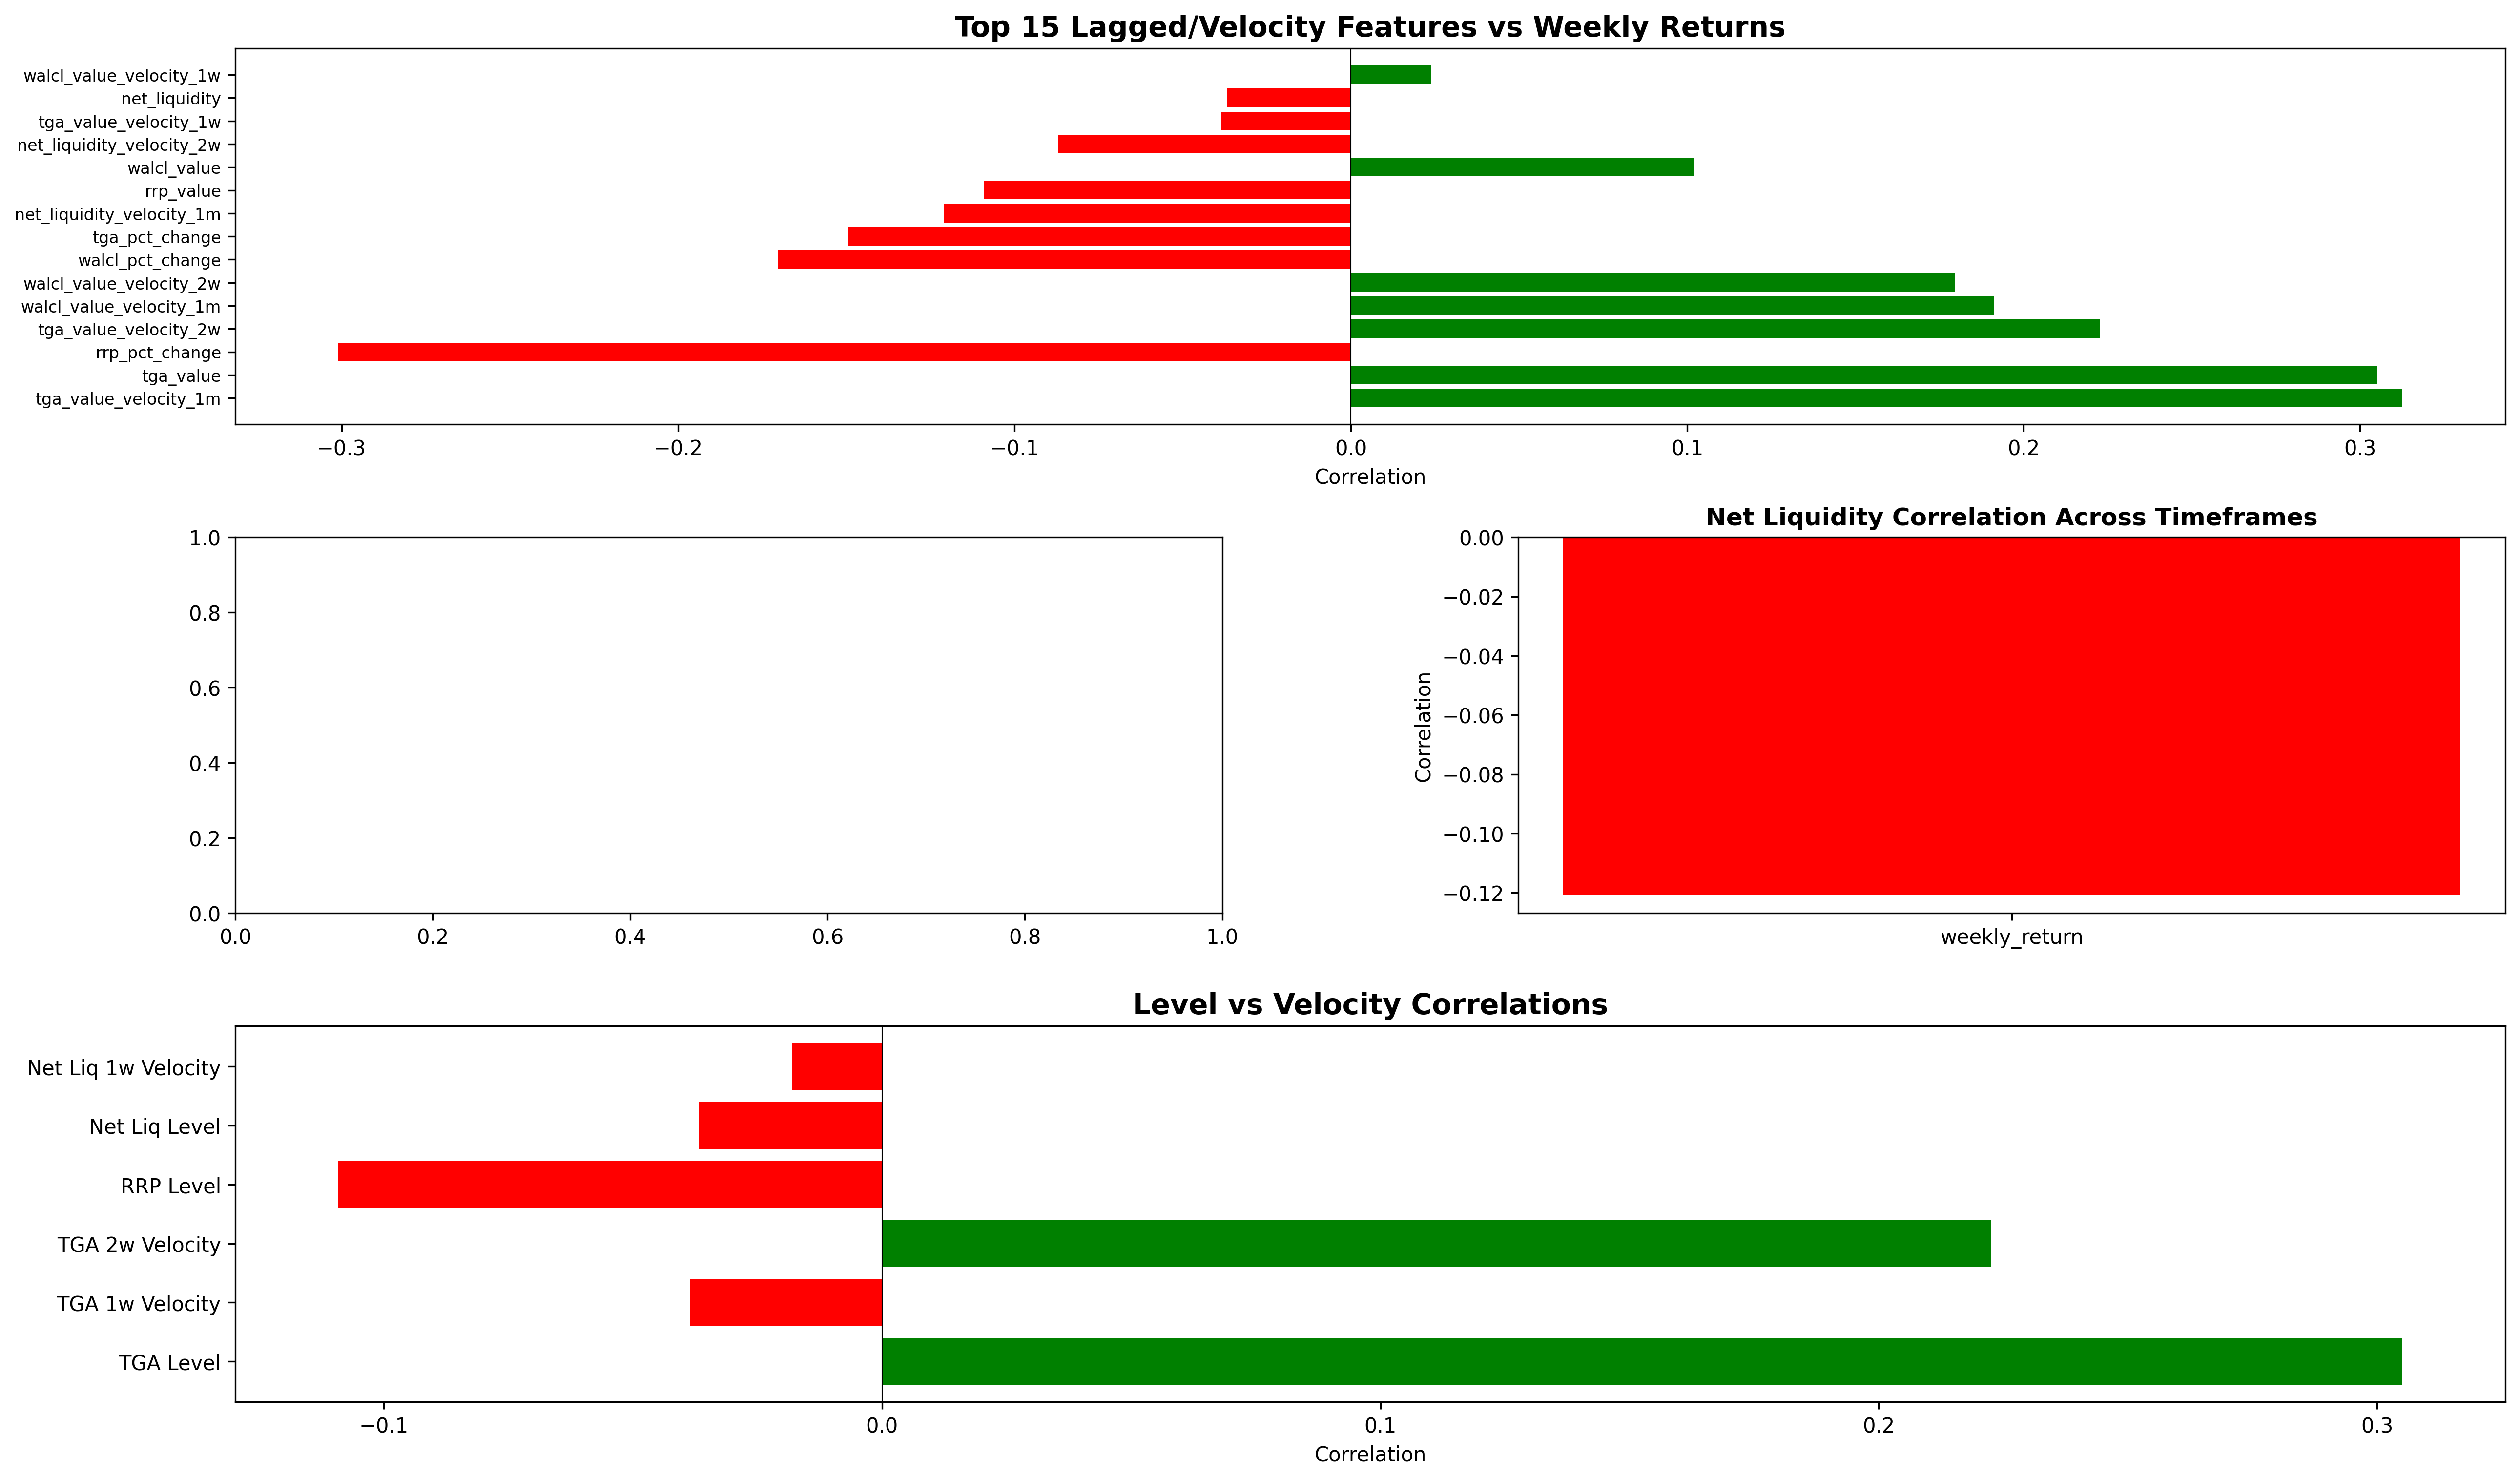 Top 15 Lagged/Velocity Features vs Weekly Returns
walcl_value_velocity_1w
net_liquidity
tga_value_velocity_1w
net_liquidity_velocity_2w
walcl_value
rrp_value
net_liquidity_velocity_1m
tga_pct_change
walcl_pct_change
walcl_value_velocity_2w
walcl_value_velocity_1m
tga_value_velocity_2w
rrp_pct_change
tga_value
tga_value_velocity_1m
−0.3 −0.2 −0.1 0.0 0.1 0.2 0.3
Correlation
1.0
0.8
0.6
0.4
0.2
0.0
0.0 0.2 0.4 0.6 0.8 1.0
Net Liquidity Correlation Across Timeframes
Correlation
0.00
−0.02
−0.04
−0.06
−0.08
−0.10
−0.12
weekly_return
Level vs Velocity Correlations
Net Liq 1w Velocity
Net Liq Level
RRP Level
TGA 2w Velocity
TGA 1w Velocity
TGA Level
−0.1 0.0 0.1 0.2 0.3
Correlation